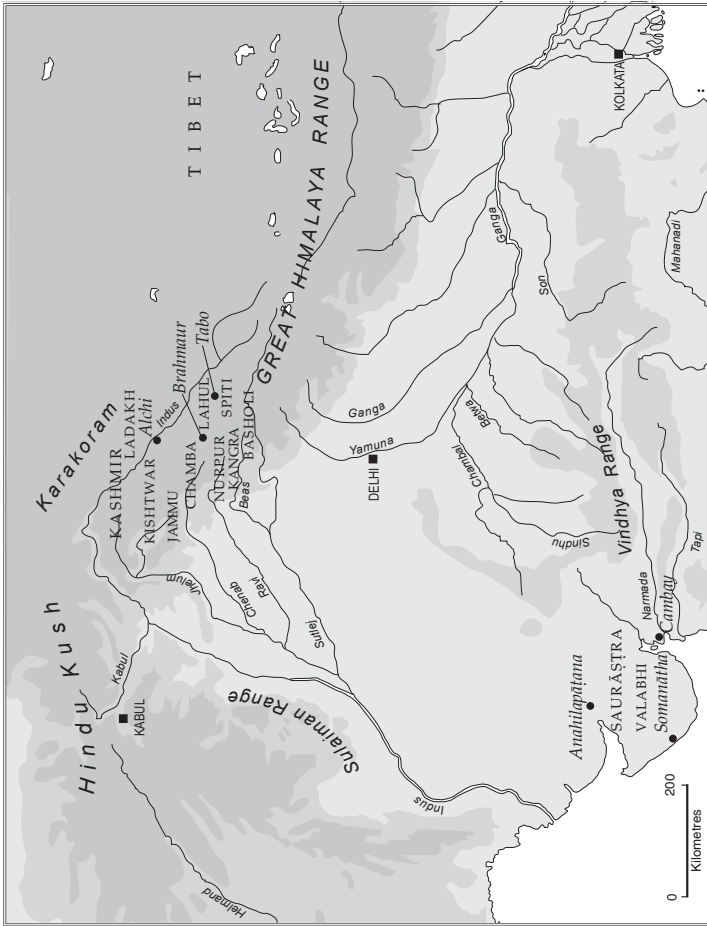 Karakoram
Hindu Kush
TIBET
GREAT HIMALAYA RANGE
KASHMIR
LADAKH
Alchi
Indus
Brahmaur
Tabo
KISHTWAR
JAMMU
CHAMBA
LAHUL
SPITI
NURPUR
KANGRA
BASHOLI
Beas
Kabul
KABUL
Jhelum
Chenab
Ravi
Sutlej
Sulaiman Range
Helmand
Indus
DELHI
Yamuna
Ganga
Ganga
Chambal
Betwa
Sindhu
Son
KOLKATA
Mahanadi
Vindhya Range
Narmada
Tapi
Cambay
Anahilapāṭana
SAURĀṢṬRA
VALABHI
Somanātha
0 200
Kilometres